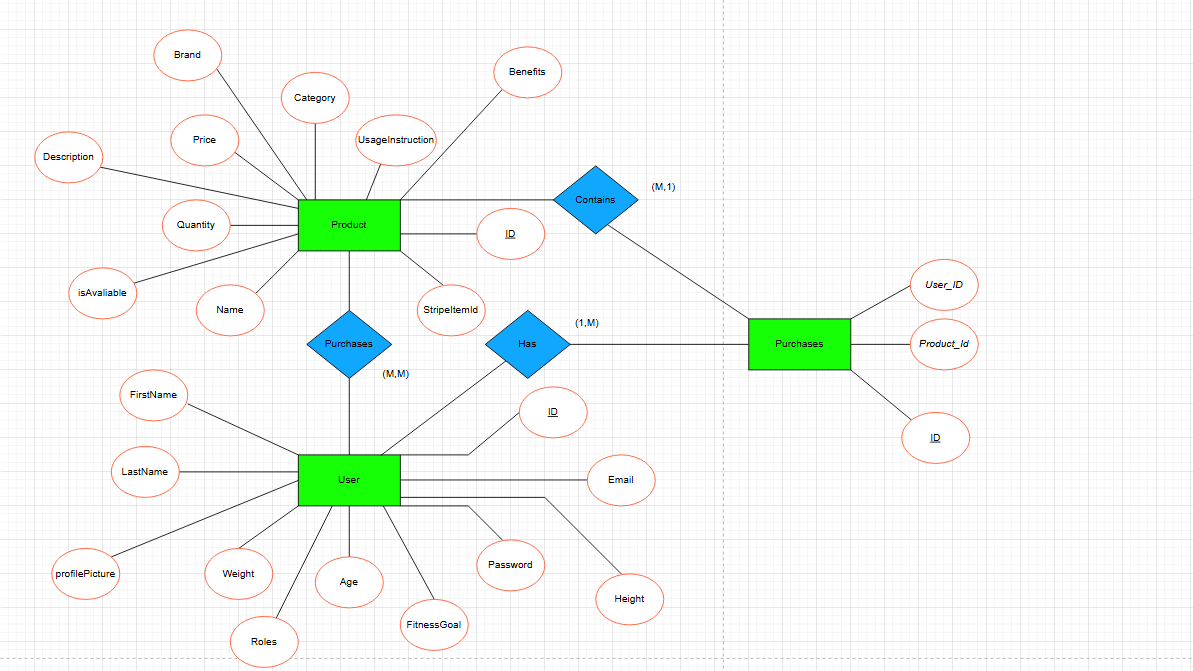 Brand
Benefits
Category
Price
UsageInstruction
Description
Contains
(M,1)
Quantity
Product
ID
User_ID
isAvaliable
Name
StripeItemId
(1,M)
Purchases
Has
Purchases
Product_Id
(M,M)
FirstName
ID
ID
LastName
User
Email
profilePicture
Weight
Age
Password
Height
FitnessGoal
Roles